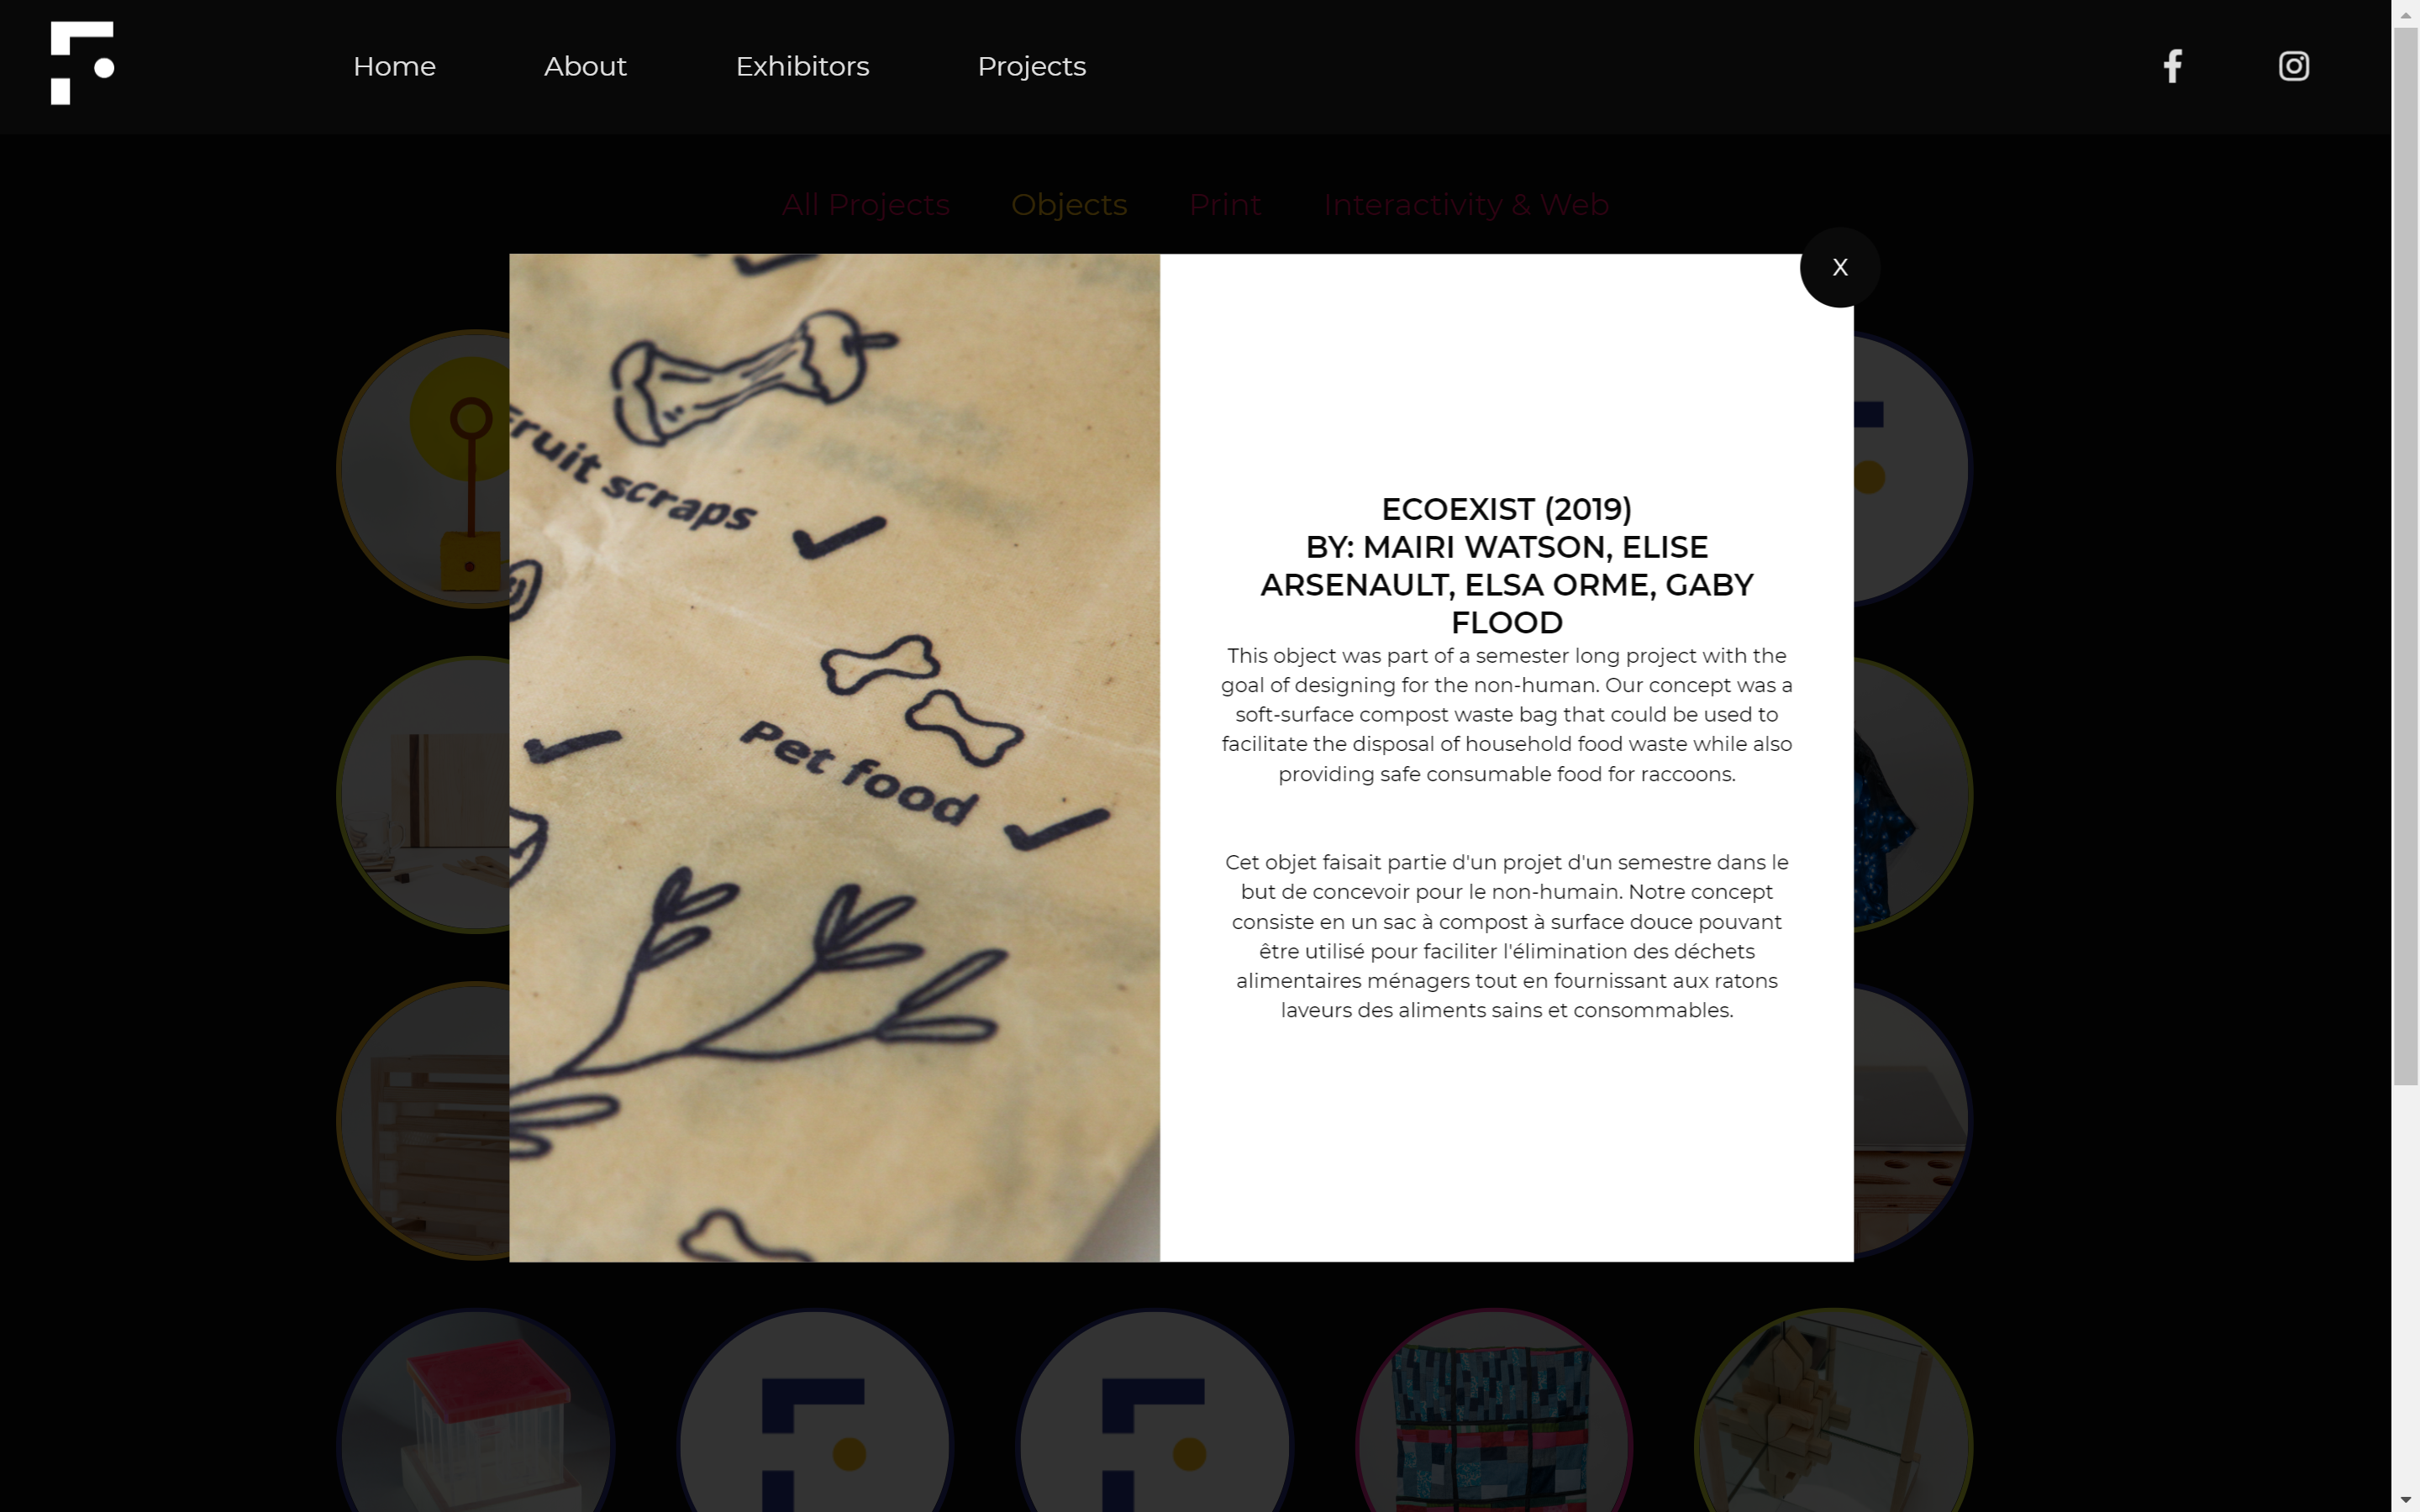 Home
About
Exhibitors
Projects
All Projects
Objects
Print
Interactivity & Web
X
Fruit scraps
Pet food
ECOEXIST (2019)
BY: MAIRI WATSON, ELISE
ARSENAULT, ELSA ORME, GABY
FLOOD
This object was part of a semester long project with the
goal of designing for the non-human. Our concept was a
soft-surface compost waste bag that could be used to
facilitate the disposal of household food waste while also
providing safe consumable food for raccoons.
Cet objet faisait partie d'un projet d'un semestre dans le
but de concevoir pour le non-humain. Notre concept
consiste en un sac à compost à surface douce pouvant
être utilisé pour faciliter l'élimination des déchets
alimentaires ménagers tout en fournissant aux ratons
laveurs des aliments sains et consommables.